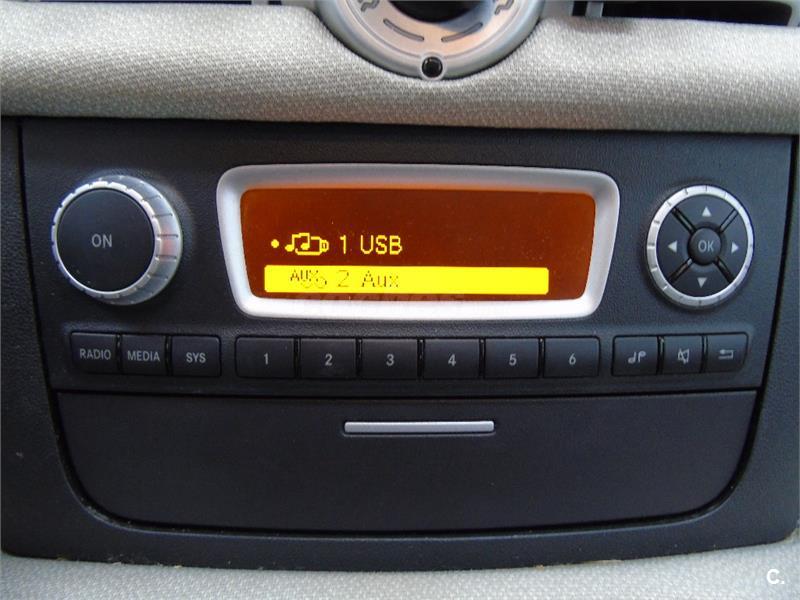 ON
1 USB
AUX 2 Aux
OK
RADIO MEDIA SYS 1 2 3 4 5 6
C.